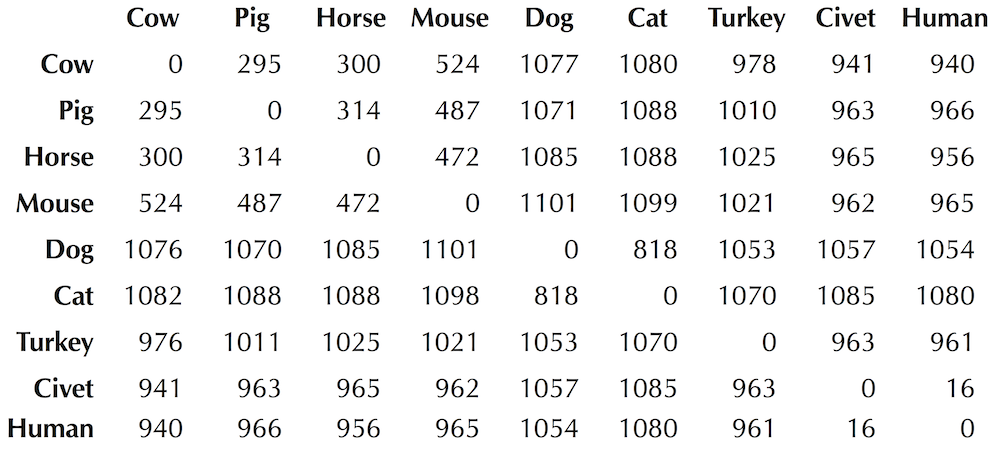 Cow Pig Horse Mouse Dog Cat Turkey Civet Human
Cow 0 295 300 524 1077 1080 978 941 940
Pig 295 0 314 487 1071 1088 1010 963 966
Horse 300 314 0 472 1085 1088 1025 965 956
Mouse 524 487 472 0 1101 1099 1021 962 965
Dog 1076 1070 1085 1101 0 818 1053 1057 1054
Cat 1082 1088 1088 1098 818 0 1070 1085 1080
Turkey 976 1011 1025 1021 1053 1070 0 963 961
Civet 941 963 965 962 1057 1085 963 0 16
Human 940 966 956 965 1054 1080 961 16 0